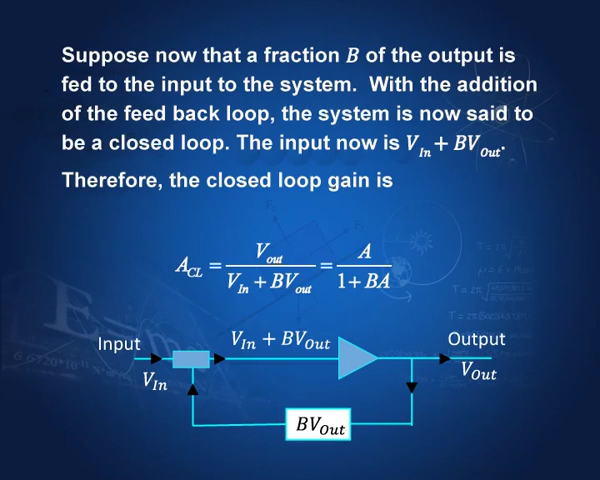 Suppose now that a fraction B of the output is
fed to the input to the system. With the addition
of the feed back loop, the system is now said to
be a closed loop. The input now is V_In + BV_Out.
Therefore, the closed loop gain is
A_CL = V_out / (V_In + BV_out) = A / (1 + BA)
Input
V_In + BV_Out
Output
V_In
V_Out
BV_Out